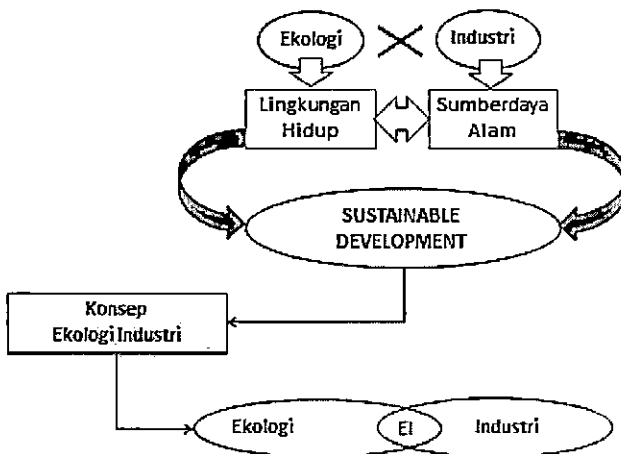 Ekologi
Industri
Lingkungan
Hidup
Sumberdaya
Alam
SUSTAINABLE
DEVELOPMENT
Konsep
Ekologi Industri
Ekologi
EI
Industri